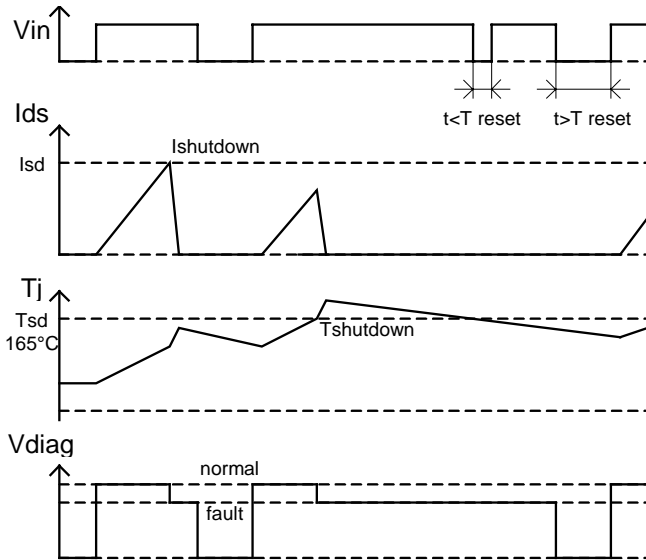 Vin
t<T reset
t>T reset
Ids
Isd
Ishutdown
Tj
Tsd
165°C
Tshutdown
Vdiag
normal
fault